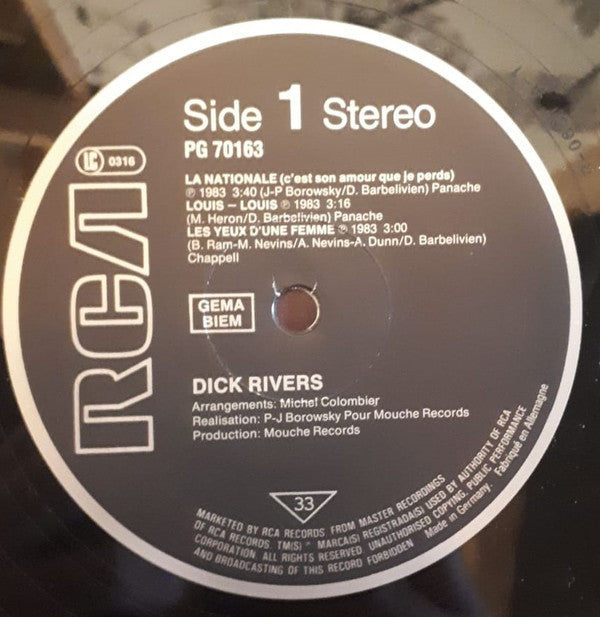 Side 1 Stereo
PG 70163
LC 0316
RCA
LA NATIONALE (c'est son amour que je perds)
℗ 1983 3:40 (J-P Borowsky/D. Barbelivien) Panache
LOUIS – LOUIS ℗ 1983 3:16
(M. Heron/D. Barbelivien) Panache
LES YEUX D'UNE FEMME ℗ 1983 3:00
(B. Ram-M. Nevins/A. Nevins-A. Dunn/D. Barbelivien)
Chappell
GEMA
BIEM
DICK RIVERS
Arrangements: Michel Colombier
Realisation: P-J Borowsky Pour Mouche Records
Production: Mouche Records
33
MARKETED BY RCA RECORDS. FROM MASTER RECORDINGS
OF RCA RECORDS. TM(S) ® MARCA(S) REGISTRADA(S) USED BY AUTHORITY OF RCA
CORPORATION. ALL RIGHTS RESERVED. UNAUTHORISED COPYING, PUBLIC PERFORMANCE
AND BROADCASTING OF THIS RECORD FORBIDDEN Made in Germany. Fabriqué en Allemagne